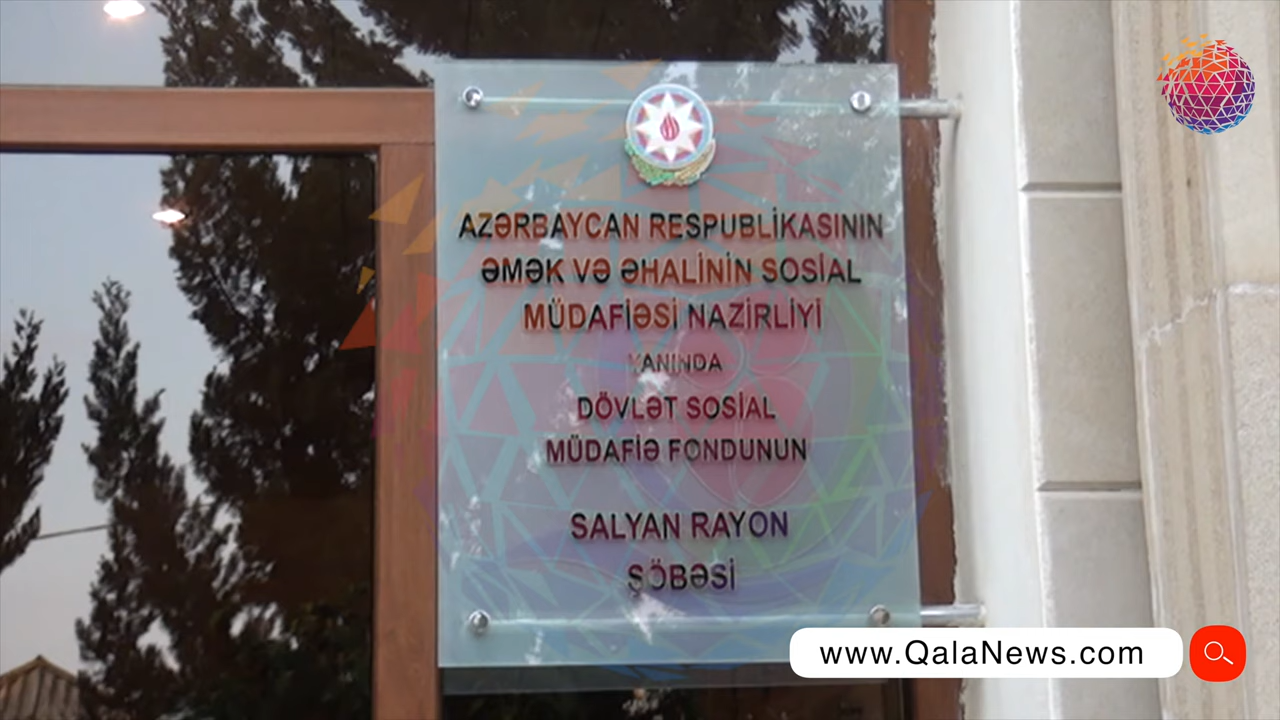 AZƏRBAYCAN RESPUBLİKASININ
ƏMƏK VƏ ƏHALİNİN SOSİAL
MÜDAFİƏSİ NAZİRLİYİ
YANINDA
DÖVLƏT SOSİAL
MÜDAFİƏ FONDUNUN
SALYAN RAYON
ŞÖBƏSİ
www.QalaNews.com